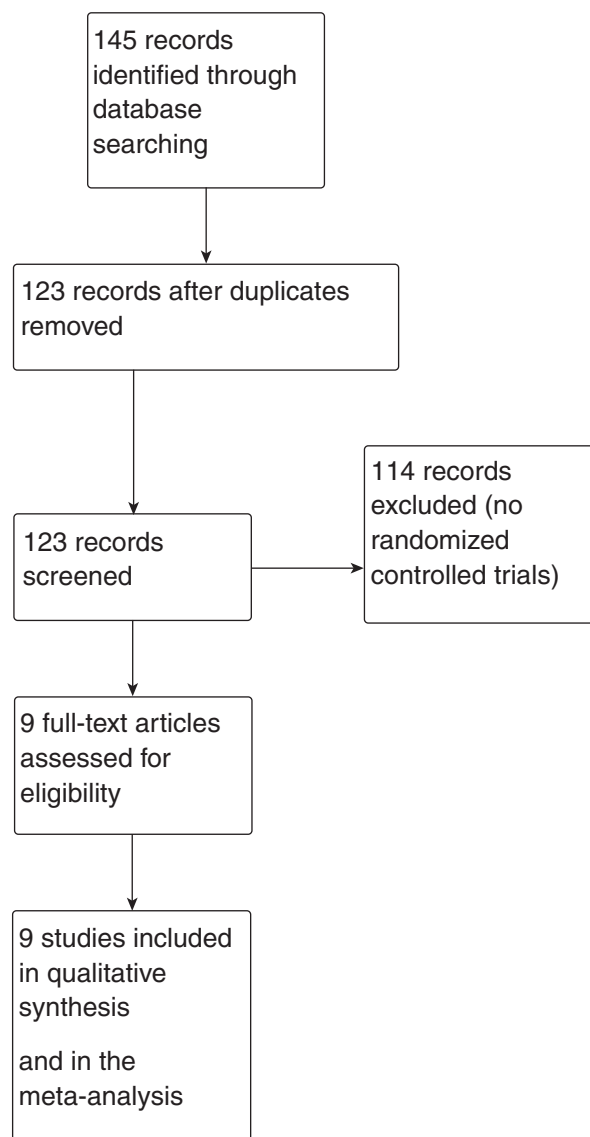 145 records
identified through
database
searching
123 records after duplicates
removed
114 records
excluded (no
randomized
controlled trials)
123 records
screened
9 full-text articles
assessed for
eligibility
9 studies included
in qualitative
synthesis
and in the
meta-analysis